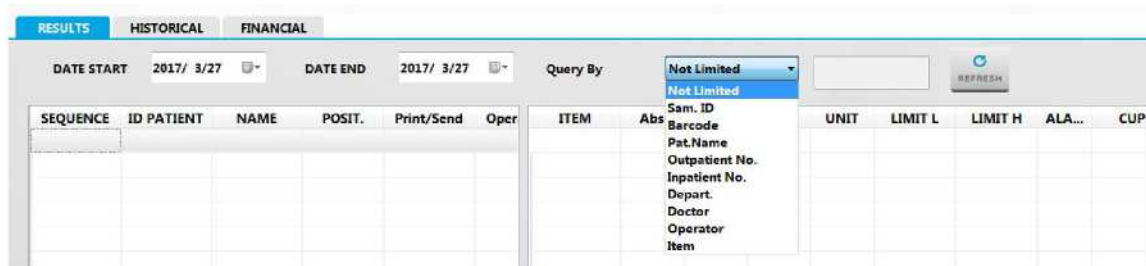 RESULTS HISTORICAL FINANCIAL
DATE START 2017/ 3/27 DATE END 2017/ 3/27 Query By Not Limited REFRESH
Not Limited
SEQUENCE ID PATIENT NAME POSIT. Print/Send Oper ITEM Abs UNIT LIMIT L LIMIT H ALA... CUP
Sam. ID
Barcode
Pat.Name
Outpatient No.
Inpatient No.
Depart.
Doctor
Operator
Item